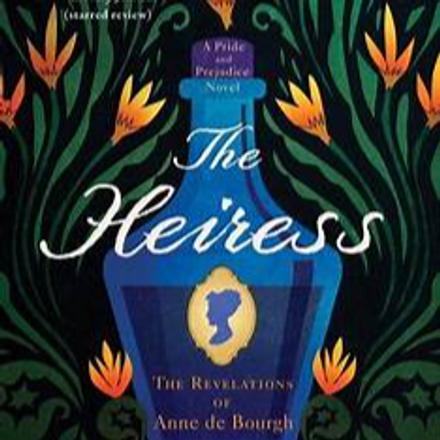 (starred review)
A Pride
and
Prejudice
Novel
The
Heiress
THE REVELATIONS
OF
Anne de Bourgh